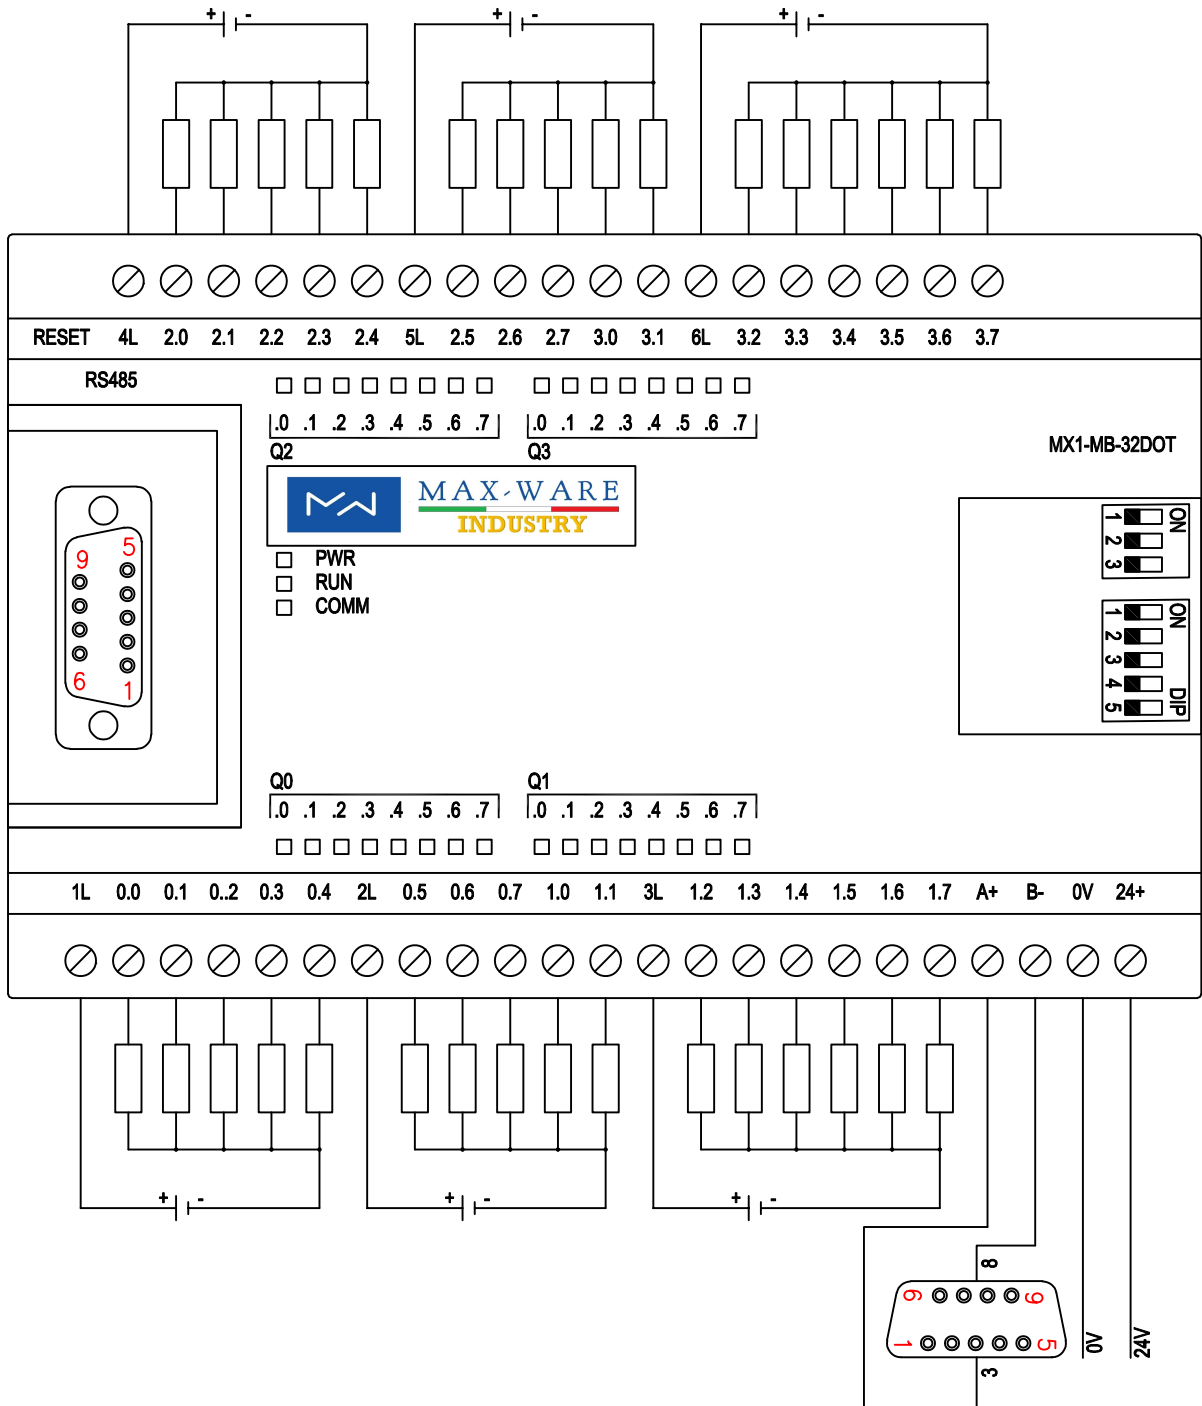 + - + - + -
RESET 4L 2.0 2.1 2.2 2.3 2.4 5L 2.5 2.6 2.7 3.0 3.1 6L 3.2 3.3 3.4 3.5 3.6 3.7
RS485
.0 .1 .2 .3 .4 .5 .6 .7 .0 .1 .2 .3 .4 .5 .6 .7
Q2 Q3
MX1-MB-32DOT
MAX-WARE
INDUSTRY
PWR
RUN
COMM
9 5
6 1
ON
1
2
3
ON
1
2
3
4
5
DIP
Q0 Q1
.0 .1 .2 .3 .4 .5 .6 .7 .0 .1 .2 .3 .4 .5 .6 .7
1L 0.0 0.1 0..2 0.3 0.4 2L 0.5 0.6 0.7 1.0 1.1 3L 1.2 1.3 1.4 1.5 1.6 1.7 A+ B- 0V 24+
+ - + - + -
8
6 9
1 5
3
0V
24V